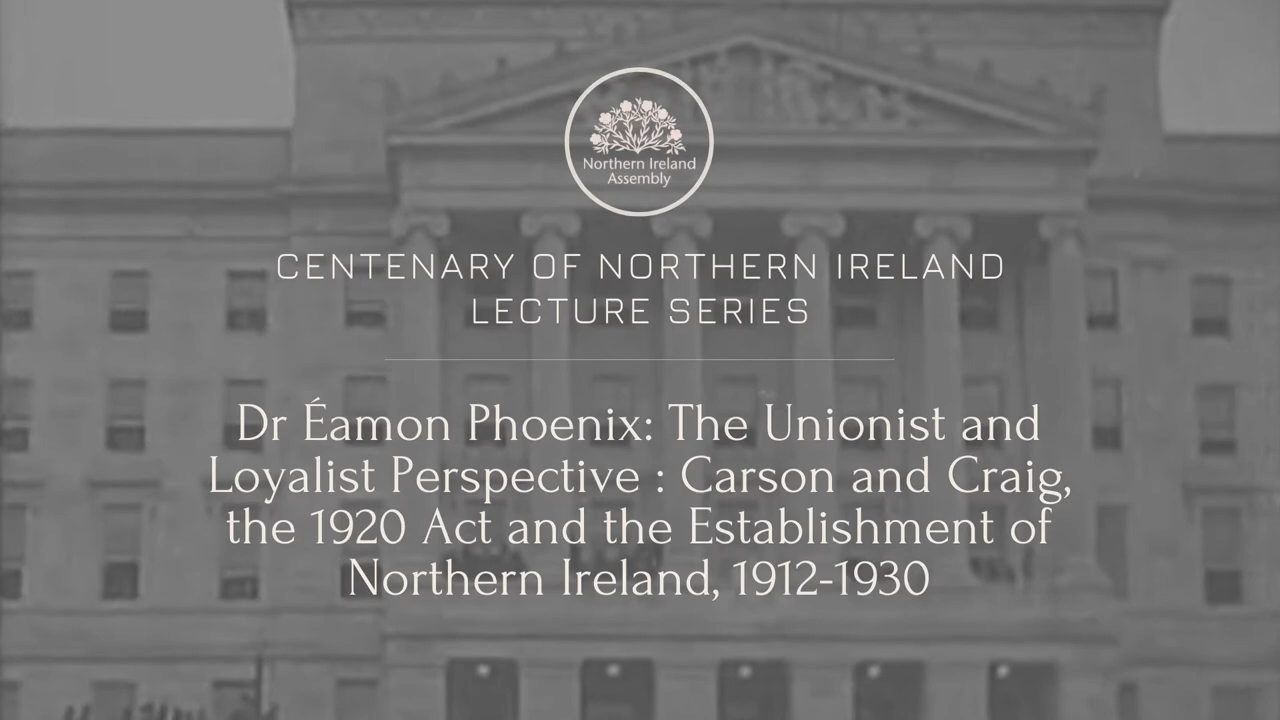 Northern Ireland
Assembly
CENTENARY OF NORTHERN IRELAND
LECTURE SERIES
Dr Éamon Phoenix: The Unionist and
Loyalist Perspective : Carson and Craig,
the 1920 Act and the Establishment of
Northern Ireland, 1912-1930